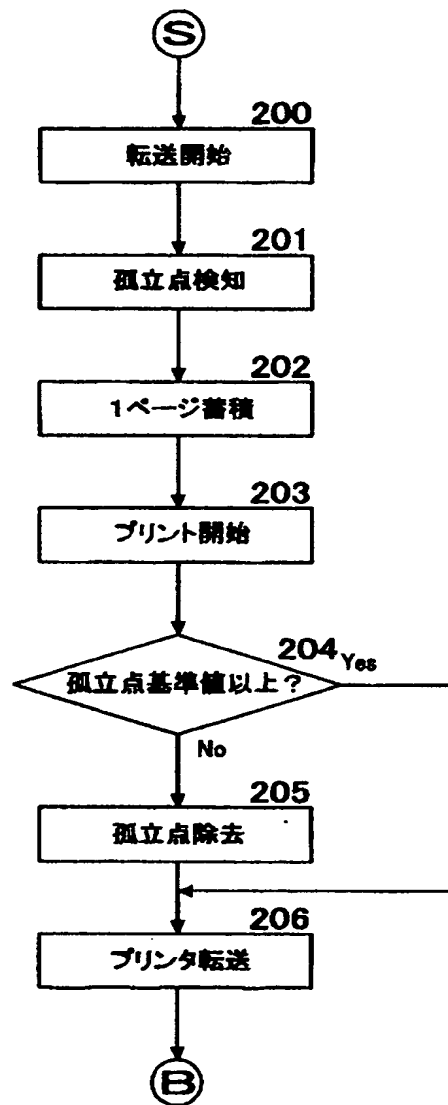 S
200
転送開始
201
孤立点検知
202
1ページ蓄積
203
プリント開始
204
Yes
孤立点基準値以上?
No
205
孤立点除去
206
プリンタ転送
B